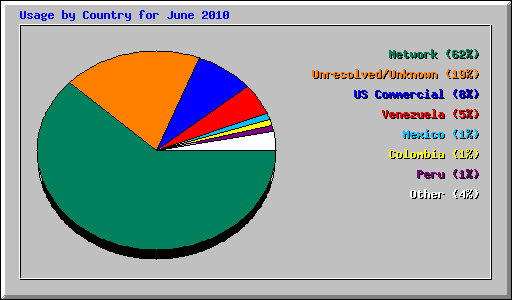 Usage by Country for June 2010
Network (62%)
Unresolved/Unknown (19%)
US Commercial (8%)
Venezuela (5%)
Mexico (1%)
Colombia (1%)
Peru (1%)
Other (4%)